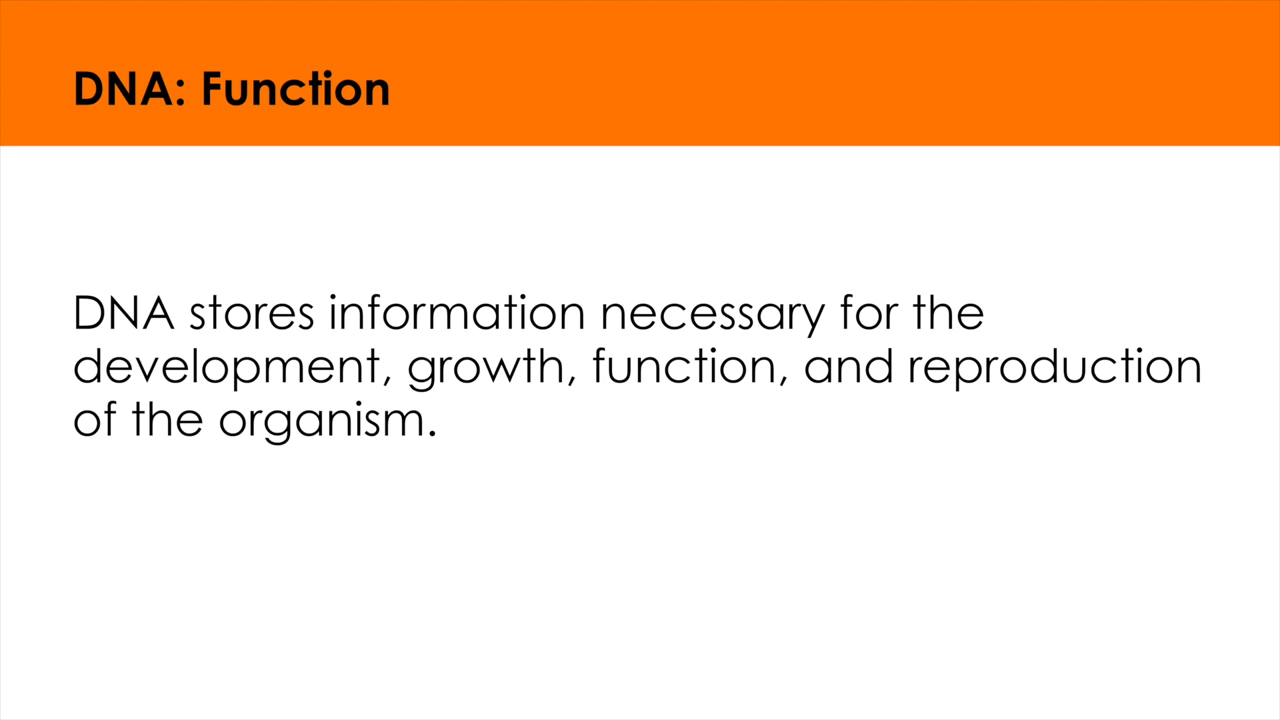 DNA: Function
DNA stores information necessary for the
development, growth, function, and reproduction
of the organism.